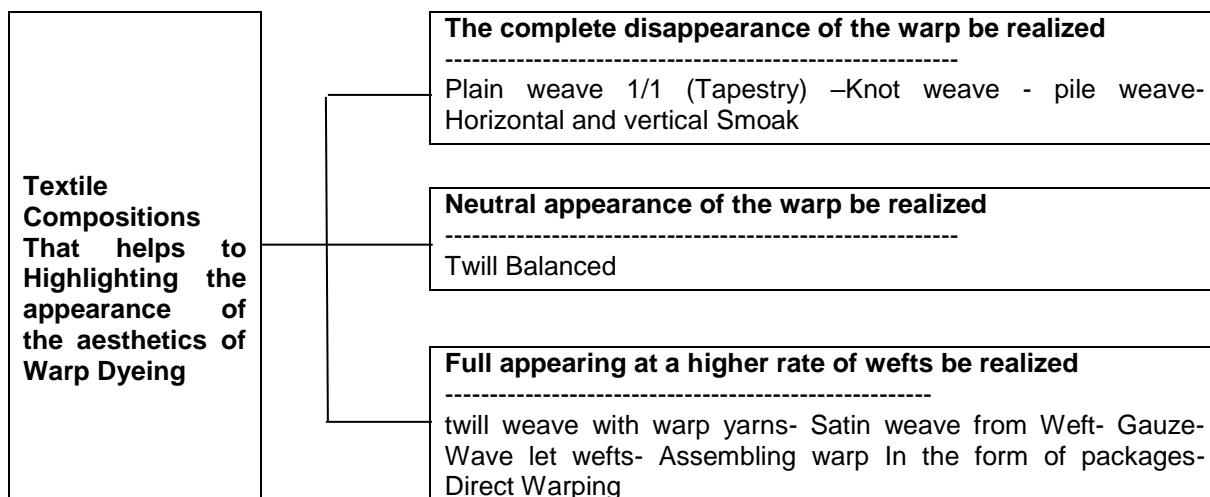 Textile
Compositions
That helps to
Highlighting the
appearance of
the aesthetics of
Warp Dyeing
The complete disappearance of the warp be realized
----------------------------------------------------------
Plain weave 1/1 (Tapestry) –Knot weave - pile weave-
Horizontal and vertical Smoak
Neutral appearance of the warp be realized
----------------------------------------------------------
Twill Balanced
Full appearing at a higher rate of wefts be realized
-------------------------------------------------------
twill weave with warp yarns- Satin weave from Weft- Gauze-
Wave let wefts- Assembling warp In the form of packages-
Direct Warping